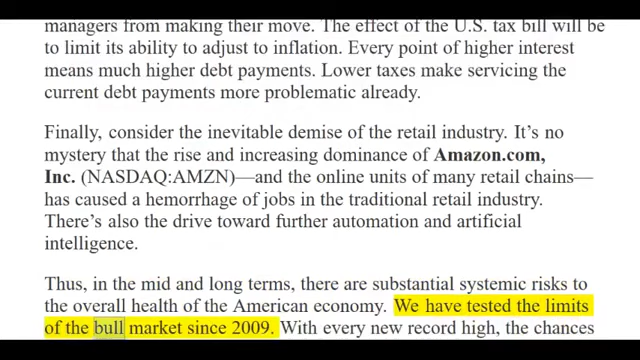 managers from making their move. The effect of the U.S. tax bill will be
to limit its ability to adjust to inflation. Every point of higher interest
means much higher debt payments. Lower taxes make servicing the
current debt payments more problematic already.
Finally, consider the inevitable demise of the retail industry. It’s no
mystery that the rise and increasing dominance of Amazon.com,
Inc. (NASDAQ:AMZN)—and the online units of many retail chains—
has caused a hemorrhage of jobs in the traditional retail industry.
There’s also the drive toward further automation and artificial
intelligence.
Thus, in the mid and long terms, there are substantial systemic risks to
the overall health of the American economy. We have tested the limits
of the bull market since 2009. With every new record high, the chances